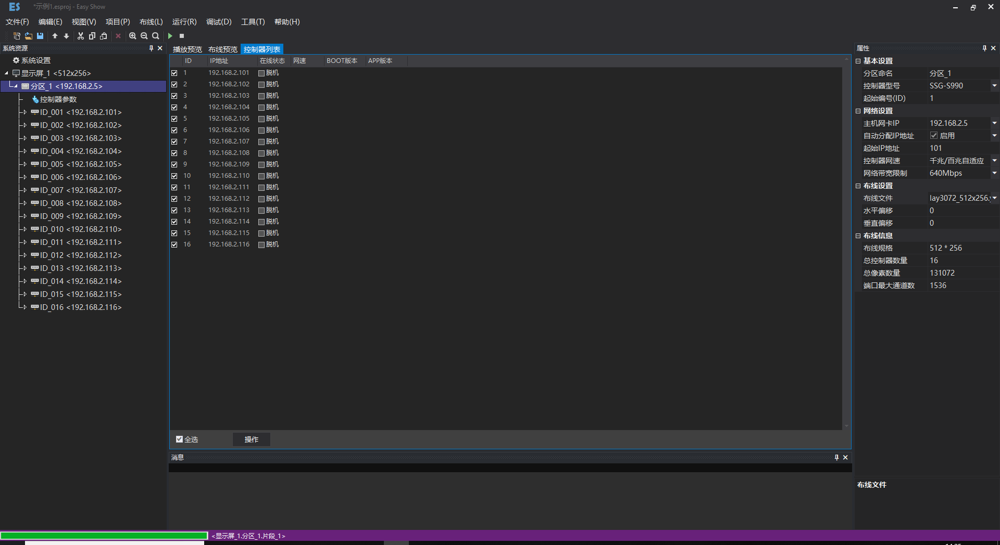 ES *示例1.esproj - Easy Show
文件(F) 编辑(E) 视图(V) 项目(P) 布线(L) 运行(R) 调试(D) 工具(T) 帮助(H)
系统资源
系统设置
显示屏_1 <512x256>
分区_1 <192.168.2.5>
控制器参数
ID_001 <192.168.2.101>
ID_002 <192.168.2.102>
ID_003 <192.168.2.103>
ID_004 <192.168.2.104>
ID_005 <192.168.2.105>
ID_006 <192.168.2.106>
ID_007 <192.168.2.107>
ID_008 <192.168.2.108>
ID_009 <192.168.2.109>
ID_010 <192.168.2.110>
ID_011 <192.168.2.111>
ID_012 <192.168.2.112>
ID_013 <192.168.2.113>
ID_014 <192.168.2.114>
ID_015 <192.168.2.115>
ID_016 <192.168.2.116>
播放预览 布线预览 控制器列表
ID IP地址 在线状态 网速 BOOT版本 APP版本
1 192.168.2.101 脱机
2 192.168.2.102 脱机
3 192.168.2.103 脱机
4 192.168.2.104 脱机
5 192.168.2.105 脱机
6 192.168.2.106 脱机
7 192.168.2.107 脱机
8 192.168.2.108 脱机
9 192.168.2.109 脱机
10 192.168.2.110 脱机
11 192.168.2.111 脱机
12 192.168.2.112 脱机
13 192.168.2.113 脱机
14 192.168.2.114 脱机
15 192.168.2.115 脱机
16 192.168.2.116 脱机
全选 操作
消息
属性
基本设置
分区命名 分区_1
控制器型号 SSG-S990
起始编号(ID) 1
网络设置
主机网卡IP 192.168.2.5
自动分配IP地址 启用
起始IP地址 101
控制器网速 千兆/百兆自适应
网络带宽限制 640Mbps
布线设置
布线文件 lay3072_512x256.
水平偏移 0
垂直偏移 0
布线信息
布线规格 512 * 256
总控制器数量 16
总像素数量 131072
端口最大通道数 1536
布线文件
<显示屏_1.分区_1.片段_1>